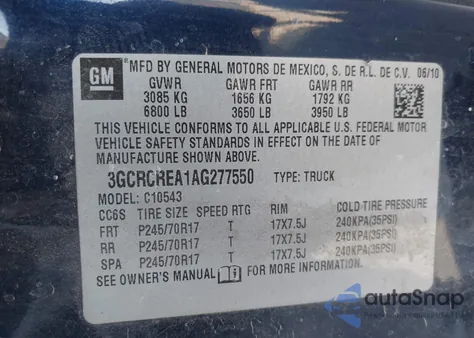 GM MFD BY GENERAL MOTORS DE MEXICO, S. DE R.L. DE C.V. 06/10
GVWR GAWR FRT GAWR RR
3085 KG 1656 KG 1792 KG
6800 LB 3650 LB 3950 LB
THIS VEHICLE CONFORMS TO ALL APPLICABLE U.S. FEDERAL MOTOR
VEHICLE SAFETY, BUMPER, AND THEFT PREVENTION STANDARDS IN
EFFECT ON THE DATE OF MANUFACTURE SHOWN ABOVE.
3GCRCREA1AG277550 TYPE: TRUCK
MODEL: C10543
CC6S TIRE SIZE SPEED RTG RIM COLD TIRE PRESSURE
FRT P245/70R17 T 17X7.5J 240KPA(35PSI)
RR P245/70R17 T 17X7.5J 240KPA(35PSI)
SPA P245/70R17 T 17X7.5J 240KPA(35PSI)
SEE OWNER'S MANUAL FOR MORE INFORMATION.
autoSnap